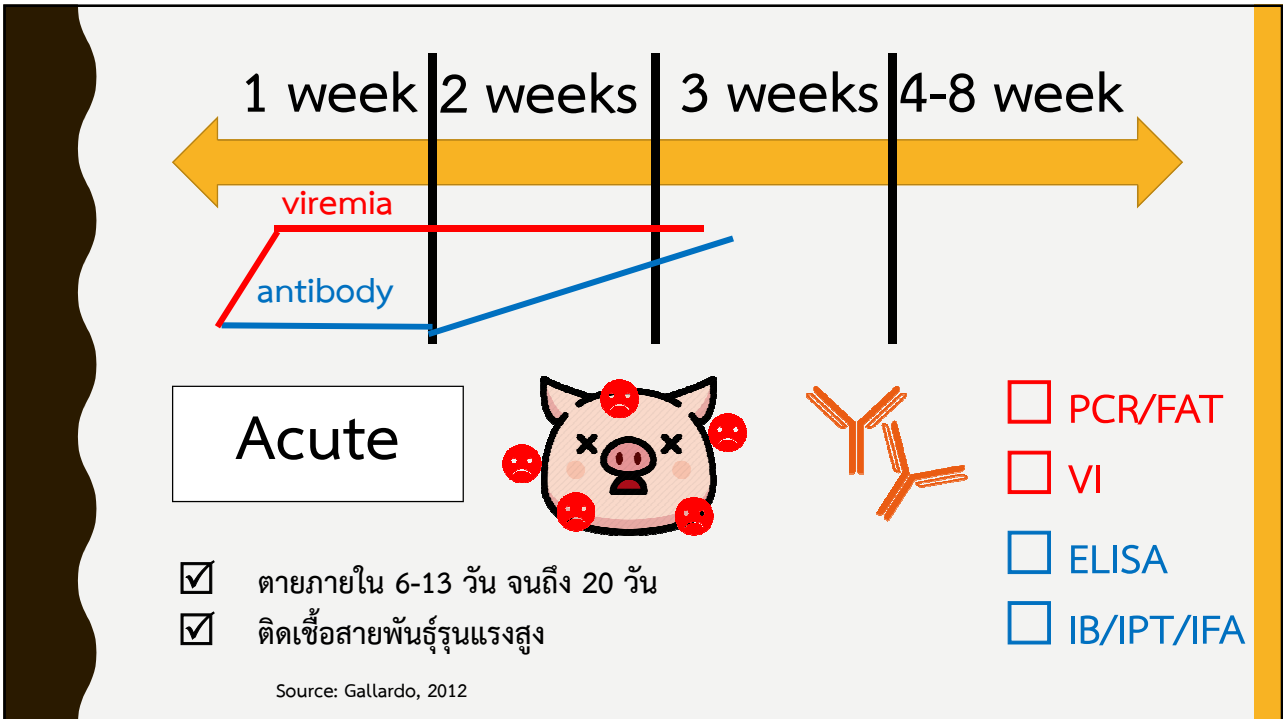 1 week 2 weeks 3 weeks 4-8 week
viremia
antibody
Acute
PCR/FAT
VI
ELISA
IB/IPT/IFA
ตายภายใน 6-13 วัน จนถึง 20 วัน
ติดเชื้อสายพันธุ์รุนแรงสูง
Source: Gallardo, 2012